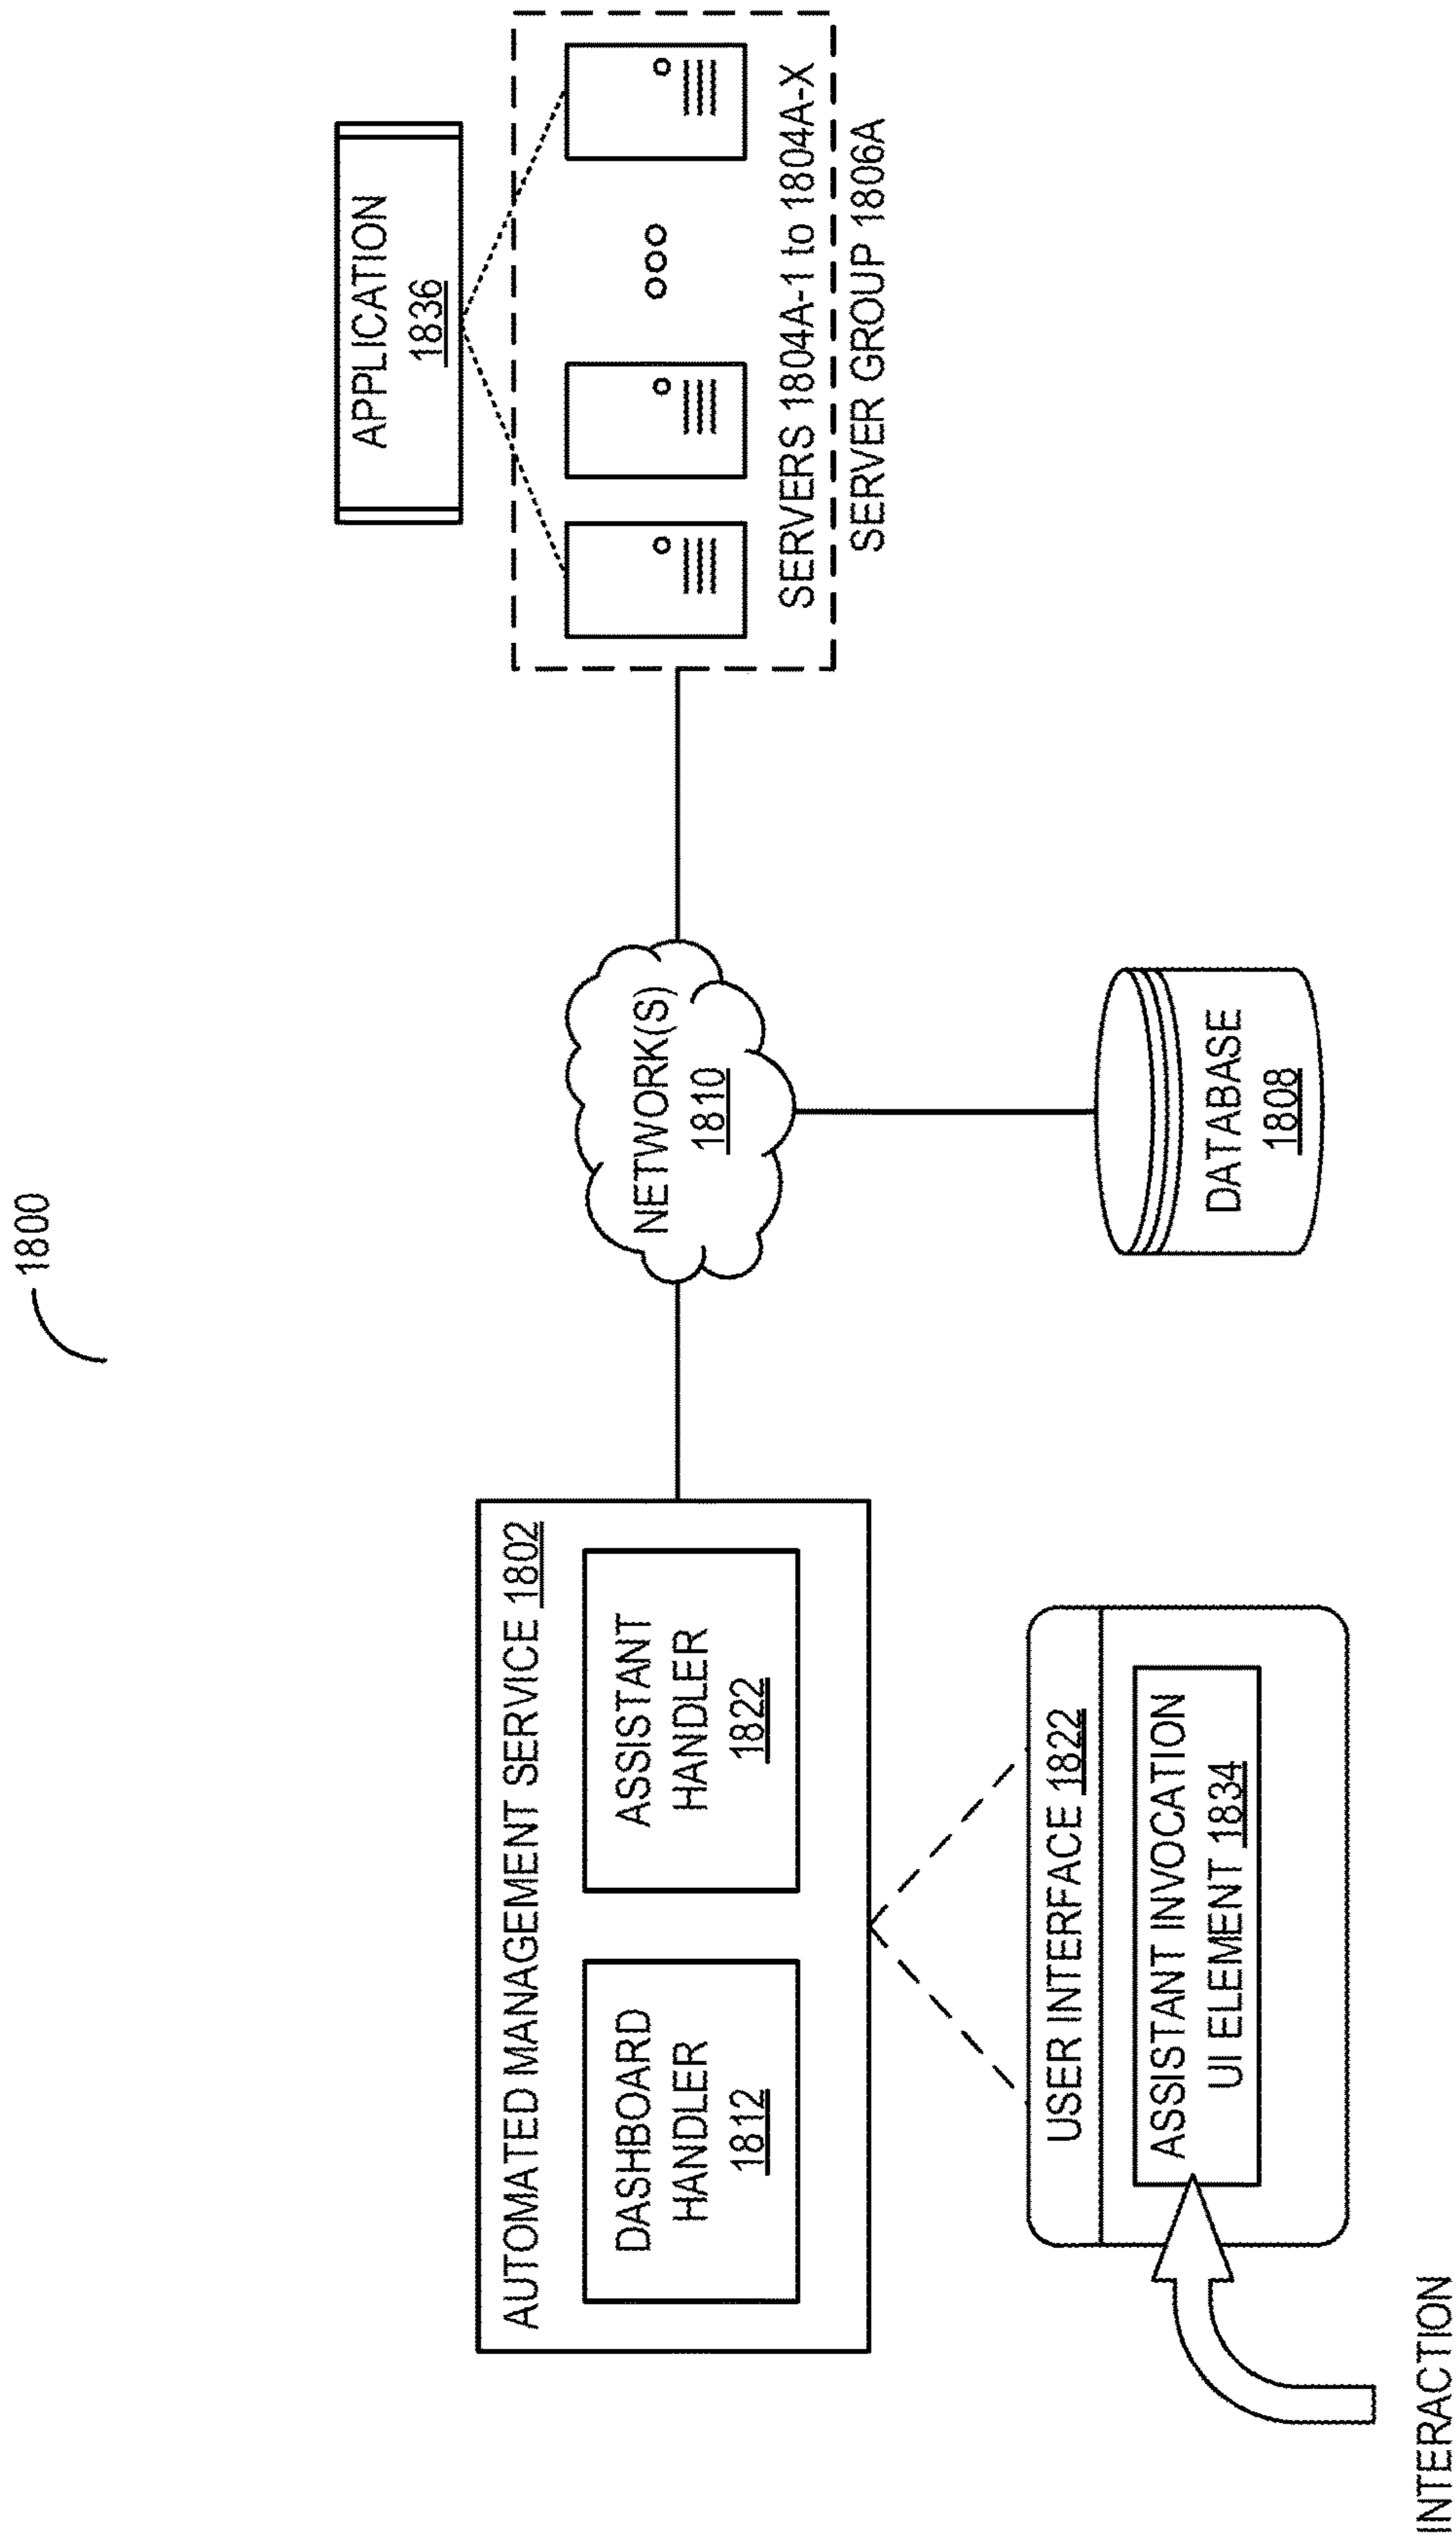 1800
AUTOMATED MANAGEMENT SERVICE 1802
DASHBOARD
HANDLER
1812
ASSISTANT
HANDLER
1822
USER INTERFACE 1822
ASSISTANT INVOCATION
UI ELEMENT 1834
INTERACTION
NETWORK(S)
1810
DATABASE
1808
APPLICATION
1836
SERVERS 1804A-1 to 1804A-X
SERVER GROUP 1806A